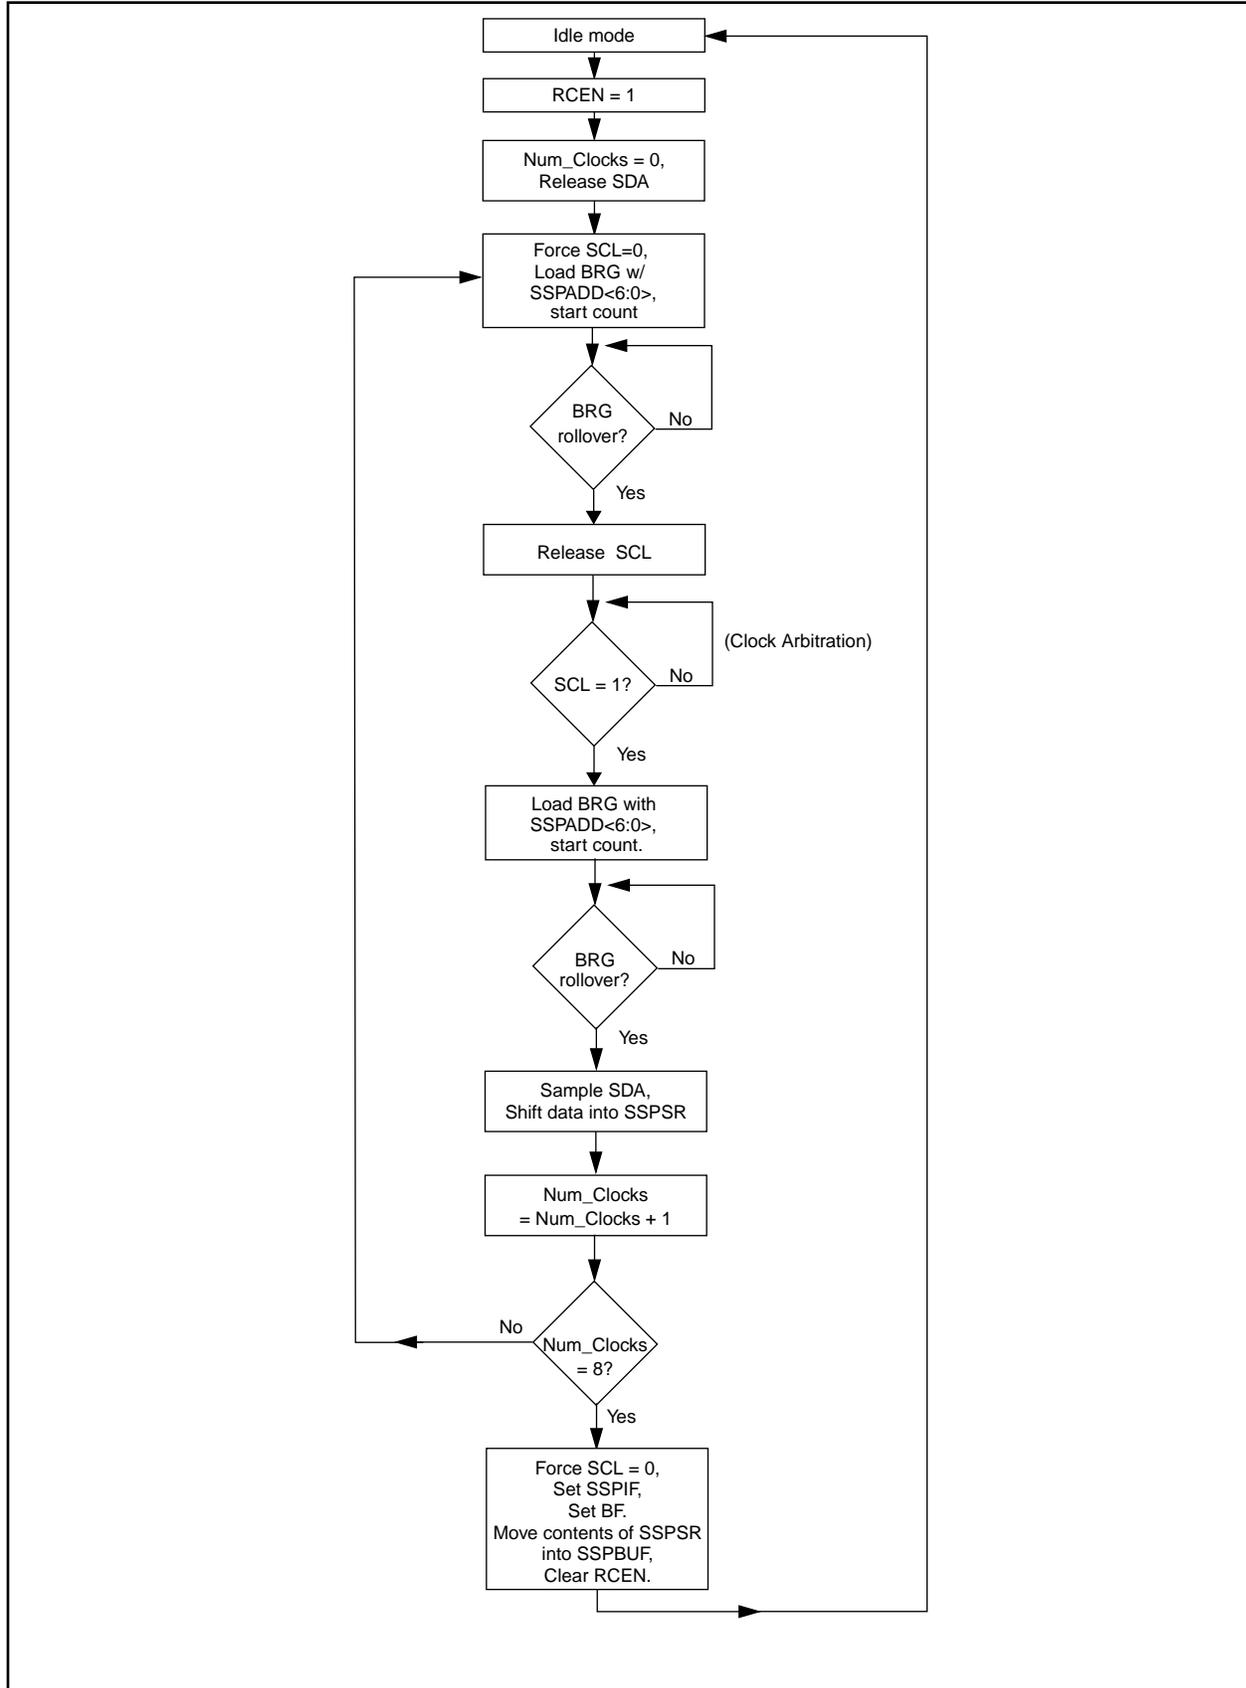 Idle mode
RCEN = 1
Num_Clocks = 0,
Release SDA
Force SCL=0,
Load BRG w/
SSPADD<6:0>,
start count
BRG
rollover?
No
Yes
Release SCL
(Clock Arbitration)
SCL = 1?
No
Yes
Load BRG with
SSPADD<6:0>,
start count.
BRG
rollover?
No
Yes
Sample SDA,
Shift data into SSPSR
Num_Clocks
= Num_Clocks + 1
No
Num_Clocks
= 8?
Yes
Force SCL = 0,
Set SSPIF,
Set BF.
Move contents of SSPSR
into SSPBUF,
Clear RCEN.